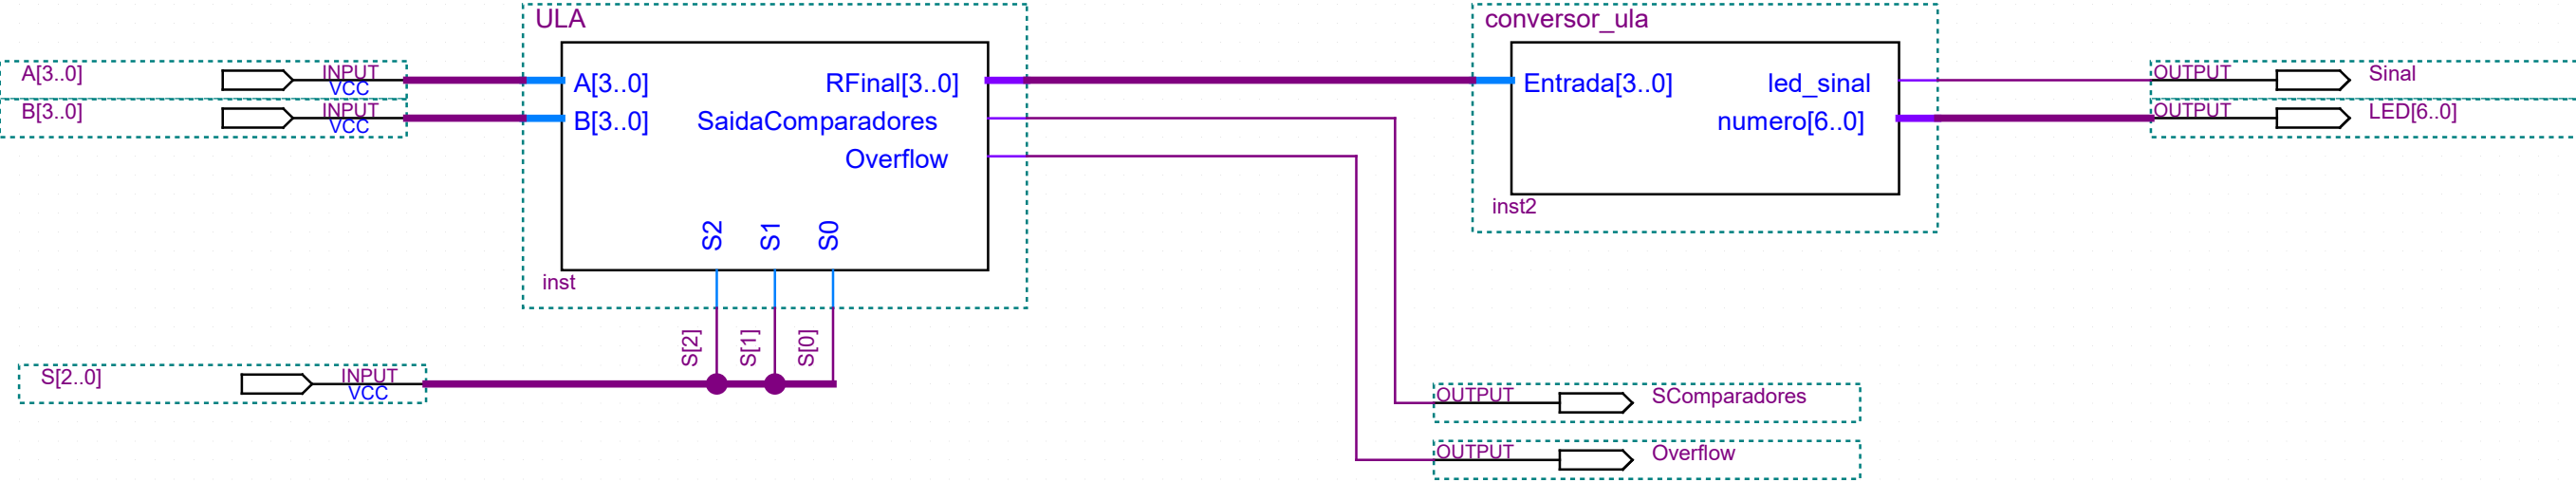 ULA
conversor_ula
A[3..0]
INPUT
VCC
B[3..0]
INPUT
VCC
A[3..0]
RFinal[3..0]
B[3..0]
SaidaComparadores
Overflow
S2
S1
S0
inst
Entrada[3..0]
led_sinal
numero[6..0]
inst2
OUTPUT
Sinal
OUTPUT
LED[6..0]
S[2]
S[1]
S[0]
S[2..0]
INPUT
VCC
OUTPUT
SComparadores
OUTPUT
Overflow